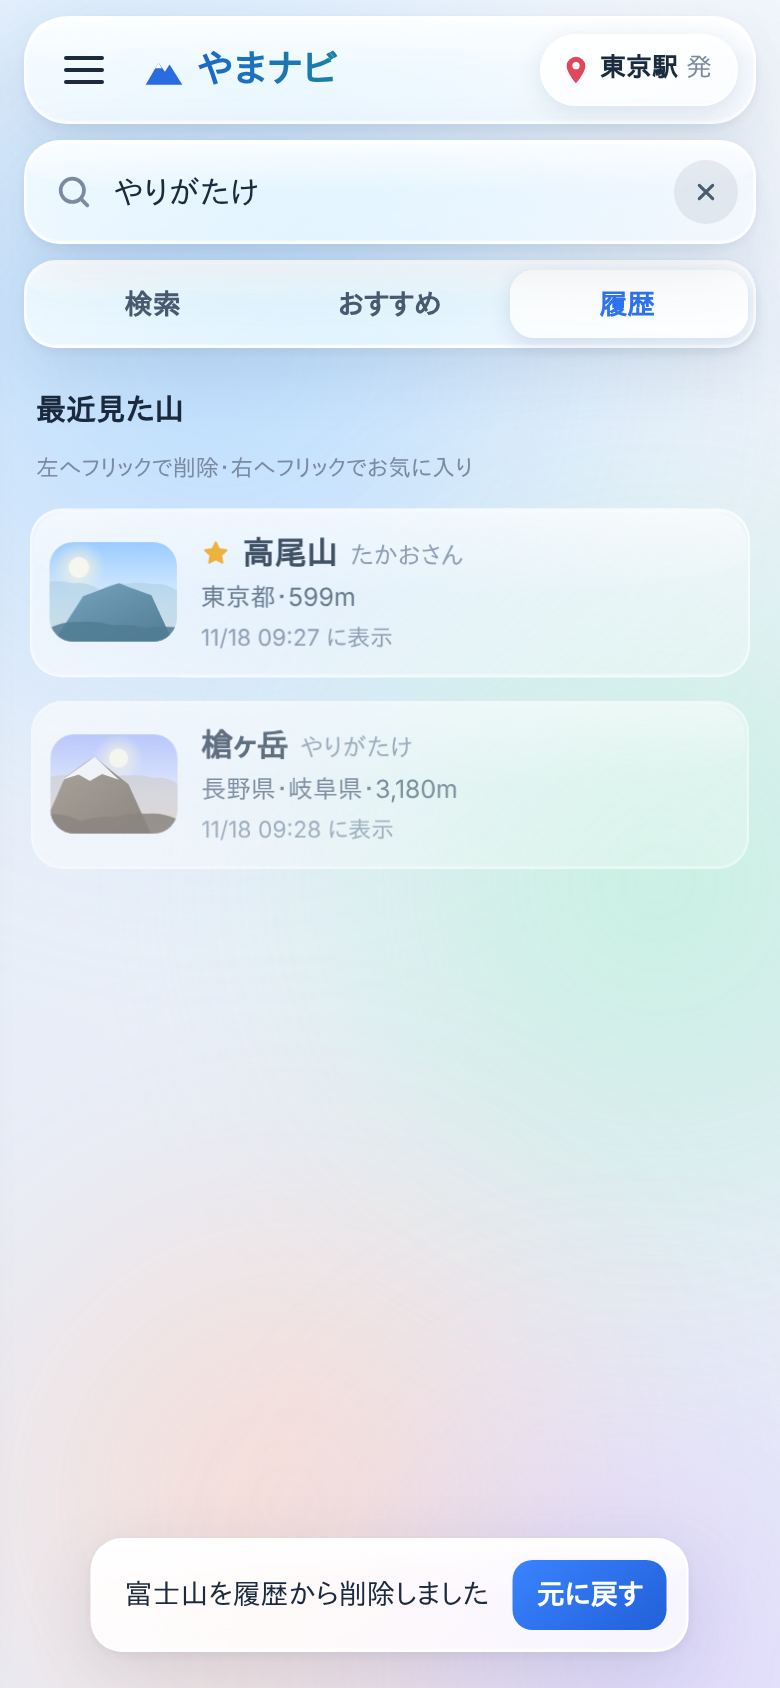 やまナビ
東京駅 発
やりがたけ
検索 おすすめ 履歴
最近見た山
左へフリックで削除·右へフリックでお気に入り
高尾山 たかおさん
東京都·599m
11/18 09:27 に表示
槍ヶ岳 やりがたけ
長野県·岐阜県·3,180m
11/18 09:28 に表示
富士山を履歴から削除しました 元に戻す